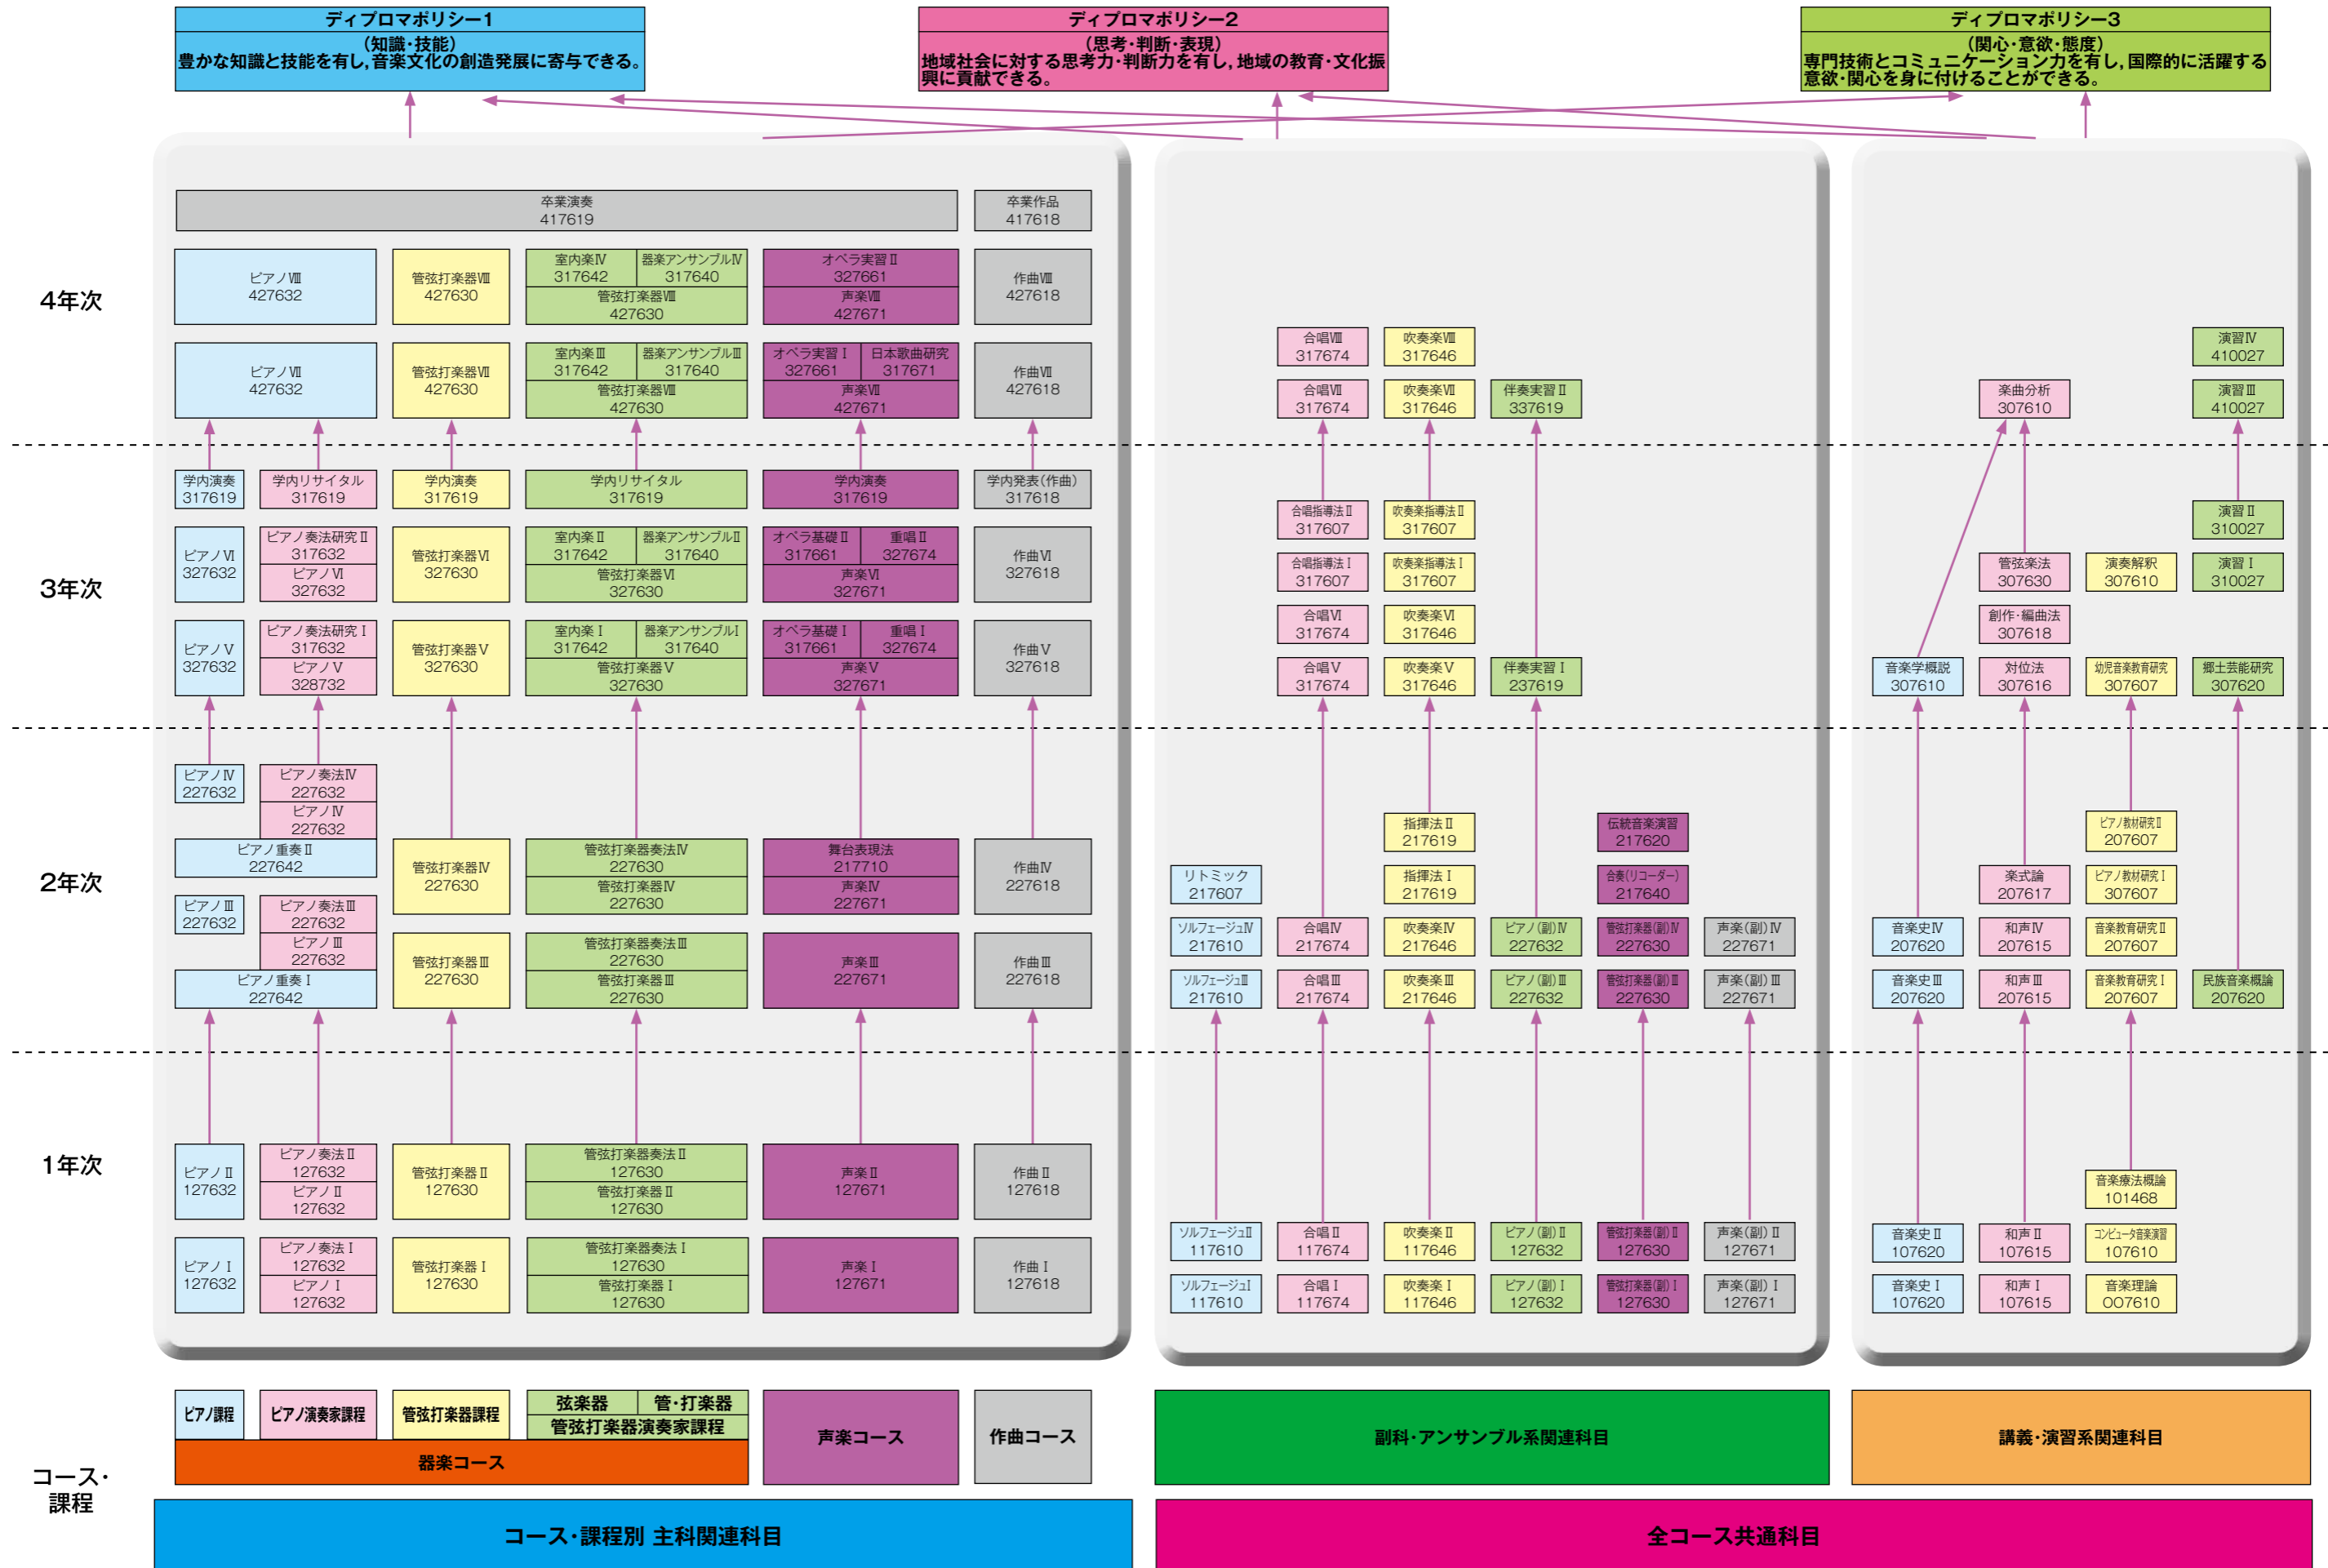 ディプロマポリシー1
(知識・技能)
豊かな知識と技能を有し,音楽文化の創造発展に寄与できる。
ディプロマポリシー2
(思考・判断・表現)
地域社会に対する思考力・判断力を有し,地域の教育・文化振
興に貢献できる。
ディプロマポリシー3
(関心・意欲・態度)
専門技術とコミュニケーション力を有し,国際的に活躍する
意欲・関心を身に付けることができる。
4年次
卒業演奏
417619
卒業作品
417618
ピアノⅧ
427632
管弦打楽器Ⅷ
427630
室内楽Ⅳ
317642
器楽アンサンブルⅣ
317640
管弦打楽器Ⅷ
427630
オペラ実習Ⅱ
327661
声楽Ⅷ
427671
作曲Ⅷ
427618
ピアノⅦ
427632
管弦打楽器Ⅶ
427630
室内楽Ⅲ
317642
器楽アンサンブルⅢ
317640
管弦打楽器Ⅷ
427630
オペラ実習Ⅰ
327661
日本歌曲研究
317671
声楽Ⅶ
427671
作曲Ⅶ
427618
合唱Ⅷ
317674
吹奏楽Ⅷ
317646
合唱Ⅶ
317674
吹奏楽Ⅶ
317646
伴奏実習Ⅱ
337619
演習Ⅳ
410027
楽曲分析
307610
演習Ⅲ
410027
3年次
学内演奏
317619
学内リサイタル
317619
学内演奏
317619
学内リサイタル
317619
学内演奏
317619
学内発表(作曲)
317618
ピアノⅥ
327632
ピアノ奏法研究Ⅱ
317632
ピアノⅥ
327632
管弦打楽器Ⅵ
327630
室内楽Ⅱ
317642
器楽アンサンブルⅡ
317640
管弦打楽器Ⅵ
327630
オペラ基礎Ⅱ
317661
重唱Ⅱ
327674
声楽Ⅵ
327671
作曲Ⅵ
327618
ピアノⅤ
327632
ピアノ奏法研究Ⅰ
317632
ピアノⅤ
328732
管弦打楽器Ⅴ
327630
室内楽Ⅰ
317642
器楽アンサンブルⅠ
317640
管弦打楽器Ⅴ
327630
オペラ基礎Ⅰ
317661
重唱Ⅰ
327674
声楽Ⅴ
327671
作曲Ⅴ
327618
合唱指導法Ⅱ
317607
吹奏楽指導法Ⅱ
317607
合唱指導法Ⅰ
317607
吹奏楽指導法Ⅰ
317607
合唱Ⅵ
317674
吹奏楽Ⅵ
317646
合唱Ⅴ
317674
吹奏楽Ⅴ
317646
伴奏実習Ⅰ
237619
演習Ⅱ
310027
管弦楽法
307630
演奏解釈
307610
演習Ⅰ
310027
創作・編曲法
307618
音楽学概説
307610
対位法
307616
幼児音楽教育研究
307607
郷土芸能研究
307620
2年次
ピアノⅣ
227632
ピアノ奏法Ⅳ
227632
ピアノⅣ
227632
ピアノ重奏Ⅱ
227642
管弦打楽器Ⅳ
227630
管弦打楽器奏法Ⅳ
227630
管弦打楽器Ⅳ
227630
舞台表現法
217710
声楽Ⅳ
227671
作曲Ⅳ
227618
ピアノⅢ
227632
ピアノ奏法Ⅲ
227632
ピアノⅢ
227632
ピアノ重奏Ⅰ
227642
管弦打楽器Ⅲ
227630
管弦打楽器奏法Ⅲ
227630
管弦打楽器Ⅲ
227630
声楽Ⅲ
227671
作曲Ⅲ
227618
指揮法Ⅱ
217619
伝統音楽演習
217620
リトミック
217607
指揮法Ⅰ
217619
合奏(リコーダー)
217640
ソルフェージュⅣ
217610
合唱Ⅳ
217674
吹奏楽Ⅳ
217646
ピアノ(副)Ⅳ
227632
管弦打楽器(副)Ⅳ
227630
声楽(副)Ⅳ
227671
ソルフェージュⅢ
217610
合唱Ⅲ
217674
吹奏楽Ⅲ
217646
ピアノ(副)Ⅲ
227632
管弦打楽器(副)Ⅲ
227630
声楽(副)Ⅲ
227671
ピアノ教材研究Ⅱ
207607
楽式論
207617
ピアノ教材研究Ⅰ
307607
音楽史Ⅳ
207620
和声Ⅳ
207615
音楽教育研究Ⅱ
207607
音楽史Ⅲ
207620
和声Ⅲ
207615
音楽教育研究Ⅰ
207607
民族音楽概論
207620
1年次
ピアノⅡ
127632
ピアノ奏法Ⅱ
127632
ピアノⅡ
127632
管弦打楽器Ⅱ
127630
管弦打楽器奏法Ⅱ
127630
管弦打楽器Ⅱ
127630
声楽Ⅱ
127671
作曲Ⅱ
127618
ピアノⅠ
127632
ピアノ奏法Ⅰ
127632
ピアノⅠ
127632
管弦打楽器Ⅰ
127630
管弦打楽器奏法Ⅰ
127630
管弦打楽器Ⅰ
127630
声楽Ⅰ
127671
作曲Ⅰ
127618
ソルフェージュⅡ
117610
合唱Ⅱ
117674
吹奏楽Ⅱ
117646
ピアノ(副)Ⅱ
127632
管弦打楽器(副)Ⅱ
127630
声楽(副)Ⅱ
127671
ソルフェージュⅠ
117610
合唱Ⅰ
117674
吹奏楽Ⅰ
117646
ピアノ(副)Ⅰ
127632
管弦打楽器(副)Ⅰ
127630
声楽(副)Ⅰ
127671
音楽療法概論
101468
音楽史Ⅱ
107620
和声Ⅱ
107615
コンピュータ音楽演習
107610
音楽史Ⅰ
107620
和声Ⅰ
107615
音楽理論
OO7610
コース・
課程
ピアノ課程
ピアノ演奏家課程
管弦打楽器課程
弦楽器
管・打楽器
管弦打楽器演奏家課程
器楽コース
声楽コース
作曲コース
副科・アンサンブル系関連科目
講義・演習系関連科目
コース・課程別 主科関連科目
全コース共通科目